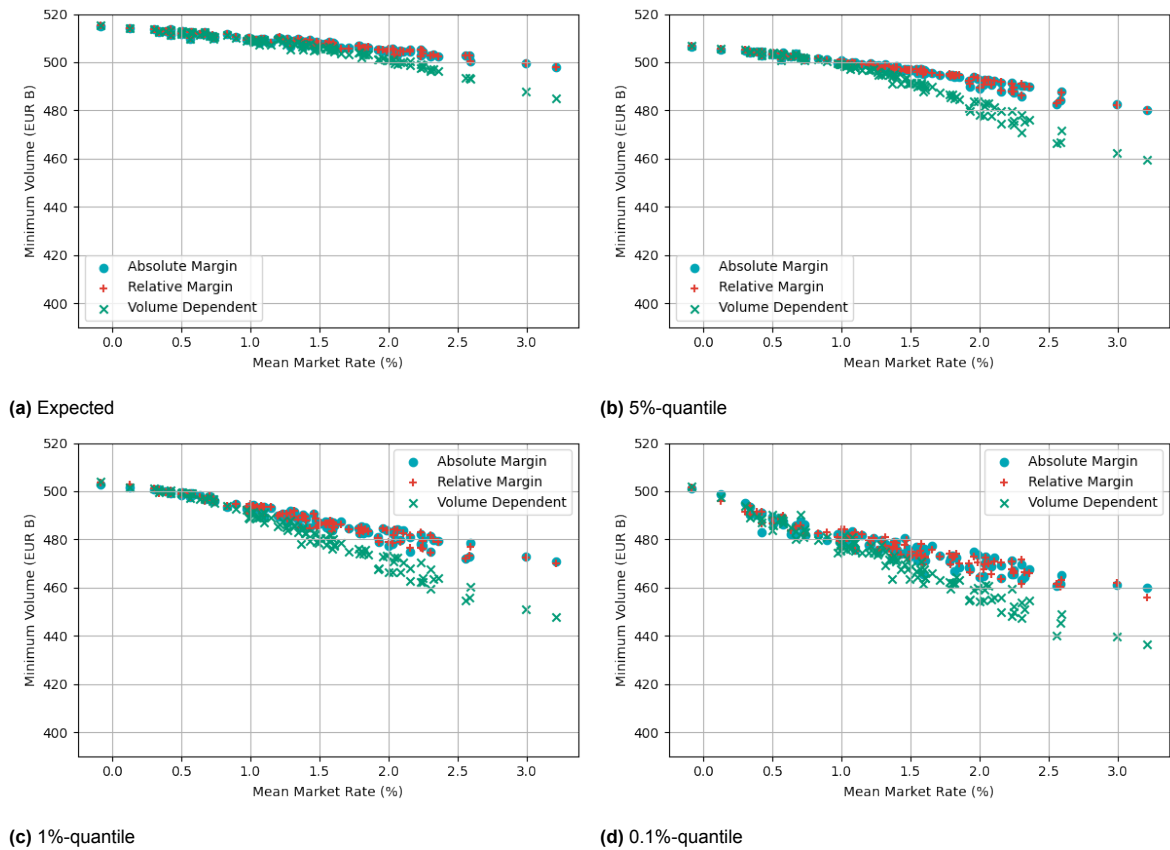 520
500
480
460
440
420
400
Minimum Volume (EUR B)
Absolute Margin
Relative Margin
Volume Dependent
0.0 0.5 1.0 1.5 2.0 2.5 3.0
Mean Market Rate (%)
(a) Expected
520
500
480
460
440
420
400
Minimum Volume (EUR B)
Absolute Margin
Relative Margin
Volume Dependent
0.0 0.5 1.0 1.5 2.0 2.5 3.0
Mean Market Rate (%)
(b) 5%-quantile
520
500
480
460
440
420
400
Minimum Volume (EUR B)
Absolute Margin
Relative Margin
Volume Dependent
0.0 0.5 1.0 1.5 2.0 2.5 3.0
Mean Market Rate (%)
(c) 1%-quantile
520
500
480
460
440
420
400
Minimum Volume (EUR B)
Absolute Margin
Relative Margin
Volume Dependent
0.0 0.5 1.0 1.5 2.0 2.5 3.0
Mean Market Rate (%)
(d) 0.1%-quantile